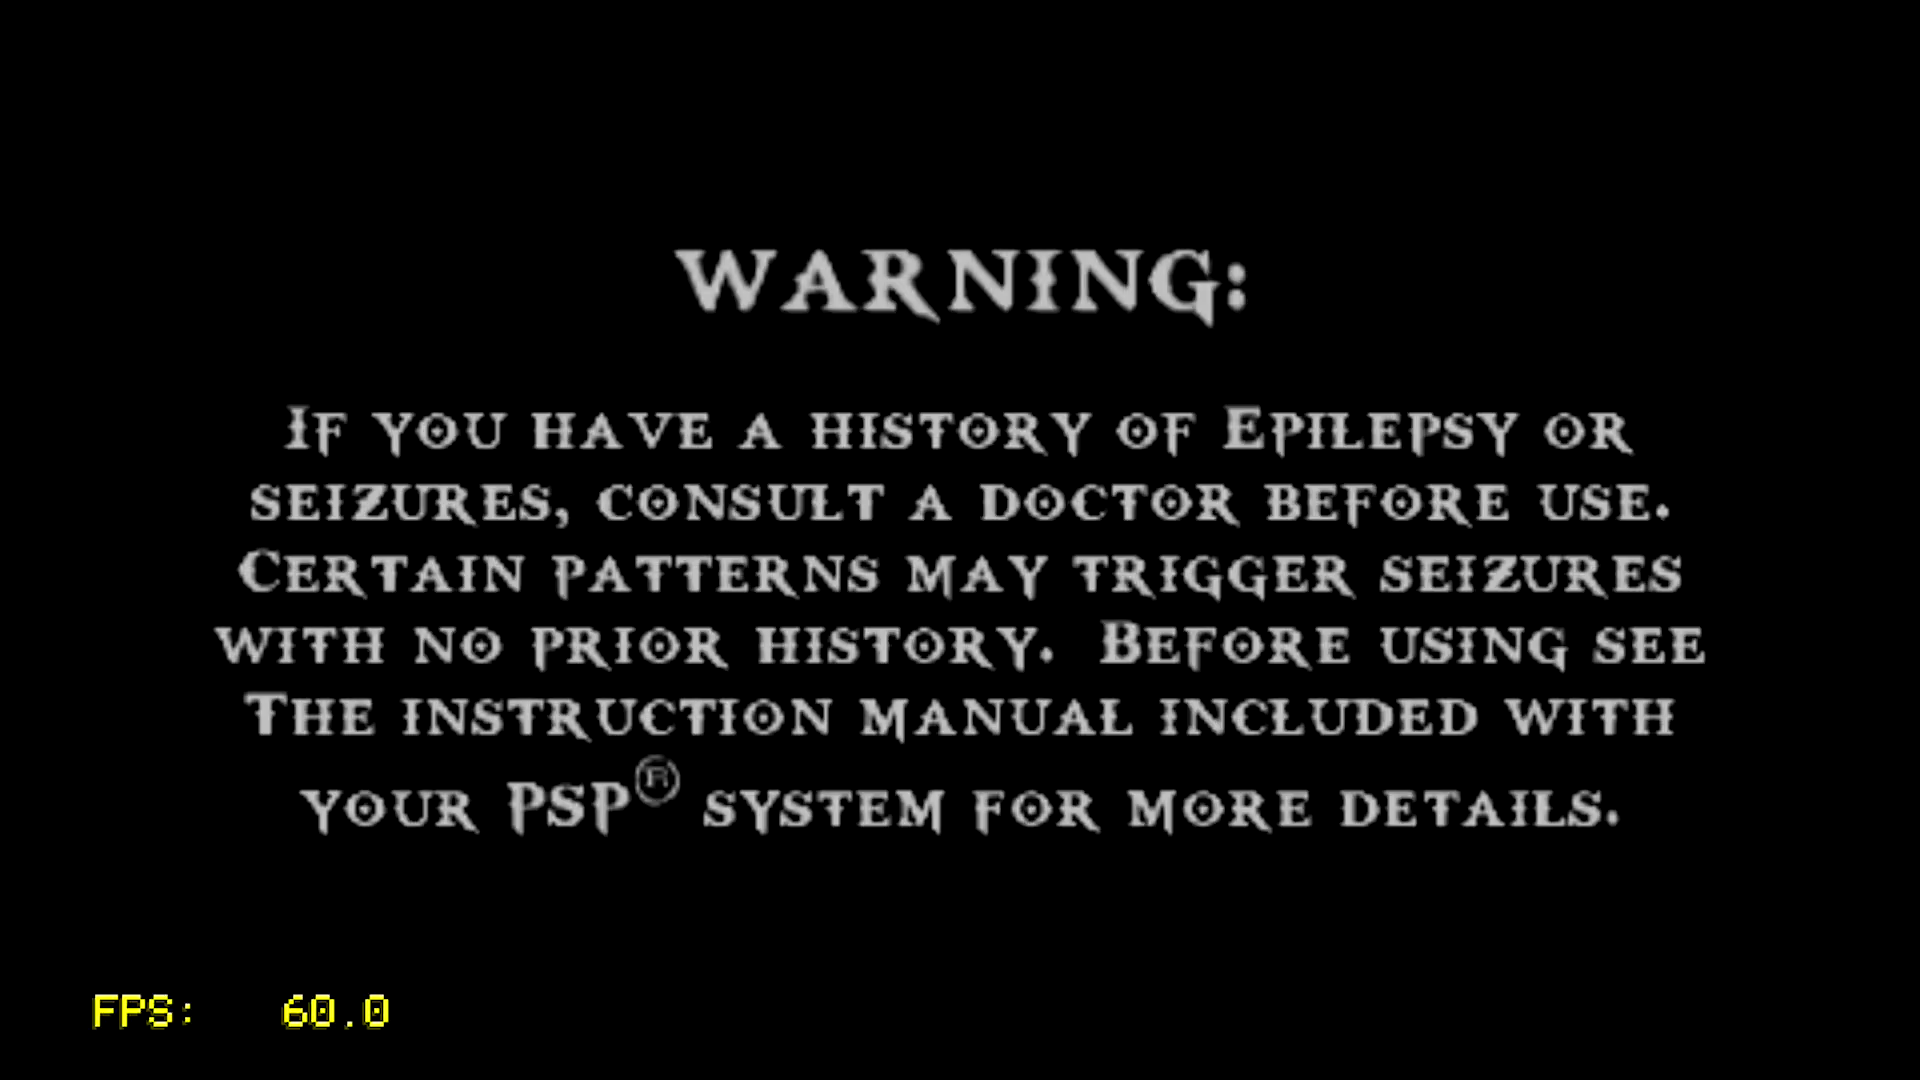 WARNING:
If you have a history of Epilepsy or
seizures, consult a doctor before use.
Certain patterns may trigger seizures
with no prior history.  Before using see
The instruction manual included with
your PSP® system for more details.
FPS: 60.0